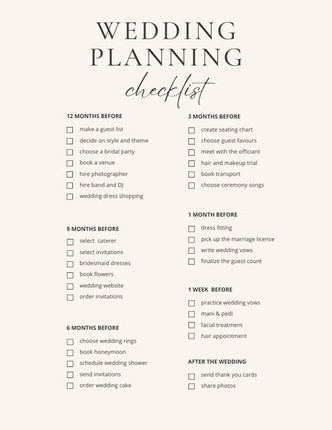 WEDDING
PLANNING
checklist
12 MONTHS BEFORE
make a guest list
decide on style and theme
choose a bridal party
book a venue
hire photographer
hire band and DJ
wedding dress shopping
9 MONTHS BEFORE
select caterer
select invitations
bridesmaid dresses
book flowers
wedding website
order invitations
6 MONTHS BEFORE
choose wedding rings
book honeymoon
schedule wedding shower
send invitations
order wedding cake
3 MONTHS BEFORE
create seating chart
choose guest favours
meet with the officiant
hair and makeup trial
book transport
choose ceremony songs
1 MONTH BEFORE
dress fitting
pick up the marriage license
write wedding vows
finalize the guest count
1 WEEK BEFORE
practice wedding vows
mani & pedi
facial treatment
hair appointment
AFTER THE WEDDING
send thank you cards
share photos